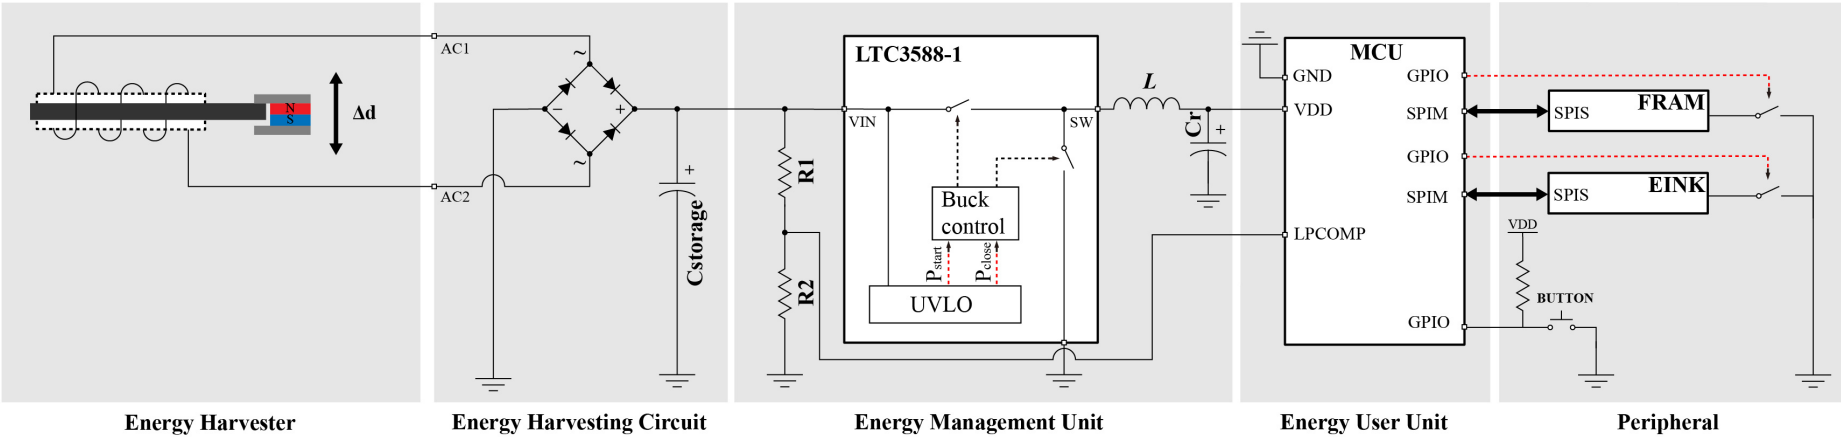 AC1
AC2
N
S
Δd
~
~
−
+
+
Cstorage
R1
R2
LTC3588-1
VIN
SW
Buck
control
Pstart
Pclose
UVLO
L
Cr
+
MCU
GND
VDD
LPCOMP
GPIO
SPIM
GPIO
SPIM
GPIO
FRAM
SPIS
EINK
SPIS
VDD
BUTTON
Energy Harvester
Energy Harvesting Circuit
Energy Management Unit
Energy User Unit
Peripheral